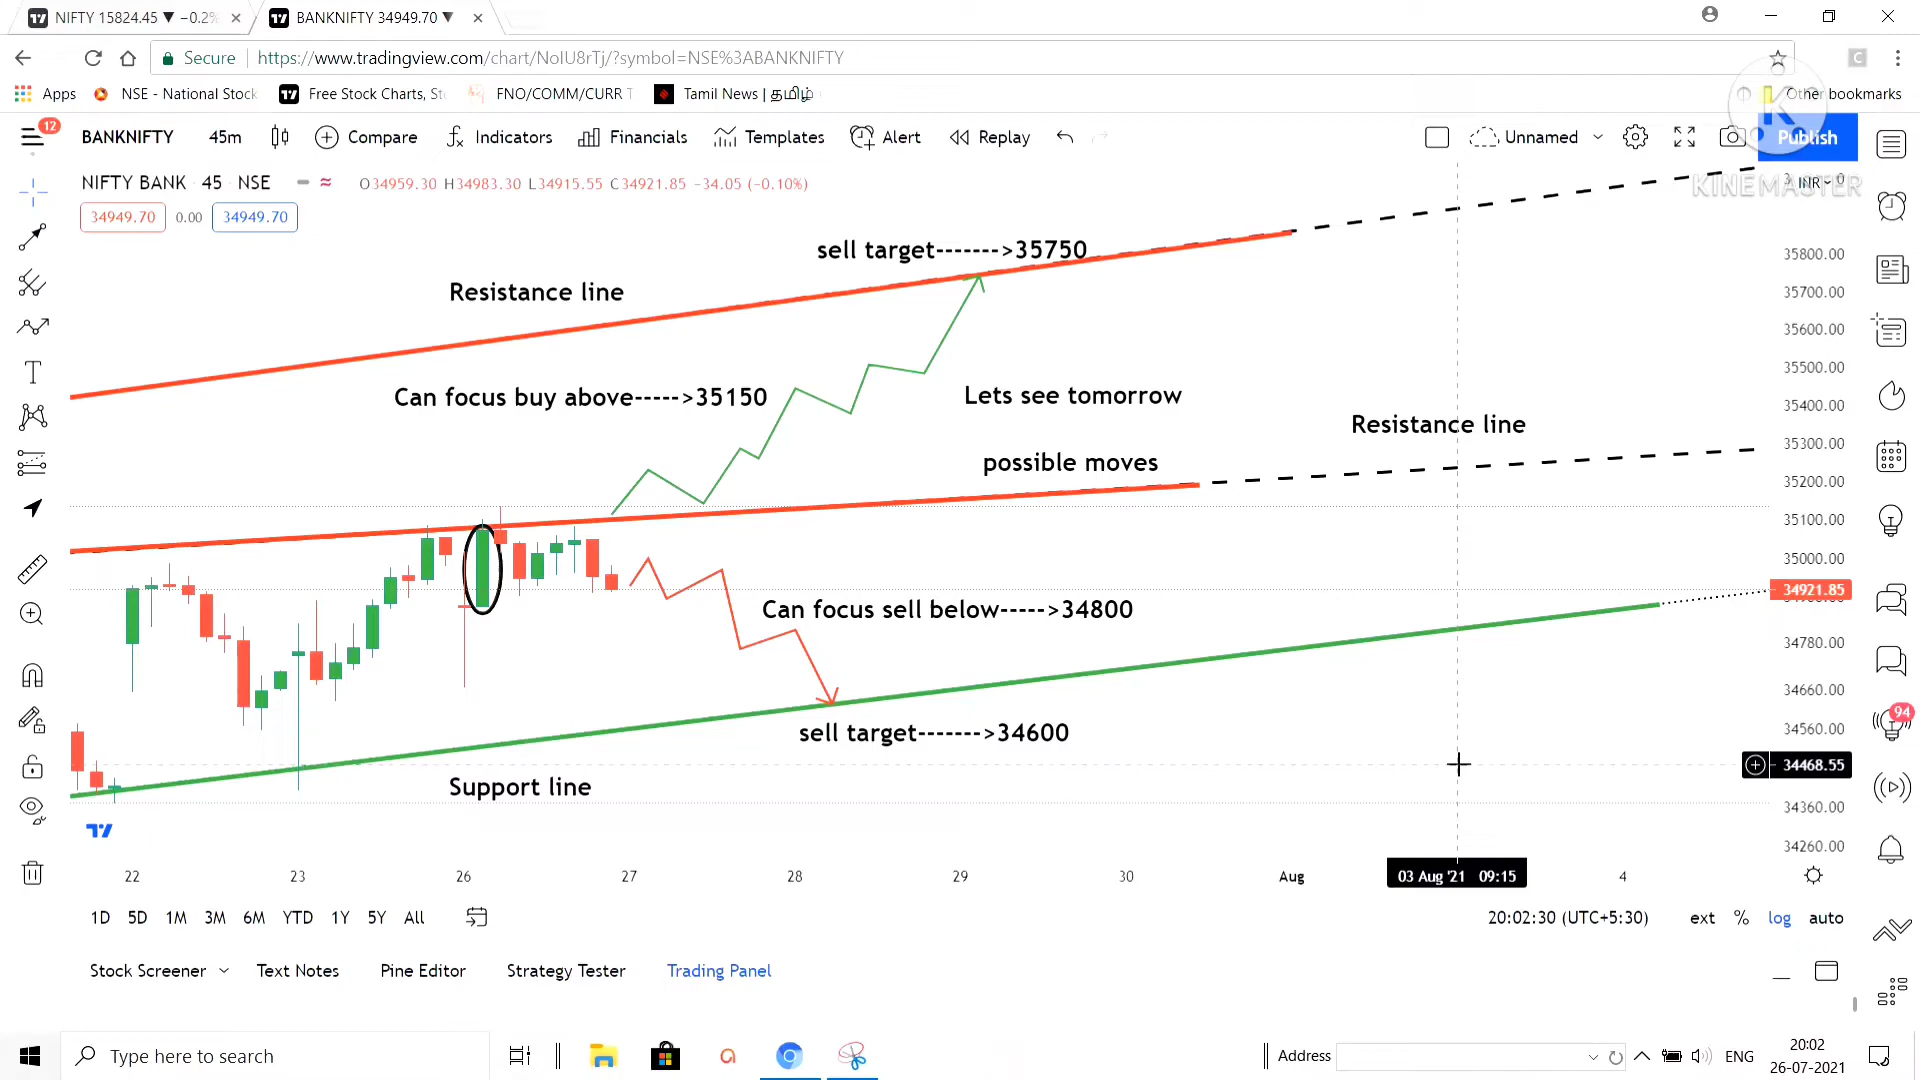 NIFTY 15824.45 ▼ −0.2%
BANKNIFTY 34949.70 ▼
Secure https://www.tradingview.com/chart/NoIU8rTj/?symbol=NSE%3ABANKNIFTY
Apps NSE - National Stock Free Stock Charts, St FNO/COMM/CURR T Tamil News | தமிழ் Other bookmarks
12
BANKNIFTY 45m Compare Indicators Financials Templates Alert Replay Unnamed Publish
K
KINEMASTER
NIFTY BANK · 45 · NSE O34959.30 H34983.30 L34915.55 C34921.85 −34.05 (−0.10%)
INR
34949.70 0.00 34949.70
sell target------->35750
Resistance line
Can focus buy above----->35150
Lets see tomorrow
Resistance line
possible moves
Can focus sell below----->34800
sell target------->34600
Support line
35800.00
35700.00
35600.00
35500.00
35400.00
35300.00
35200.00
35100.00
35000.00
34921.85
34780.00
34660.00
34560.00
34468.55
34360.00
34260.00
94
22 23 26 27 28 29 30 Aug 03 Aug '21 09:15 4
1D 5D 1M 3M 6M YTD 1Y 5Y All 20:02:30 (UTC+5:30) ext % log auto
Stock Screener Text Notes Pine Editor Strategy Tester Trading Panel
Type here to search Address ENG 20:02
26-07-2021